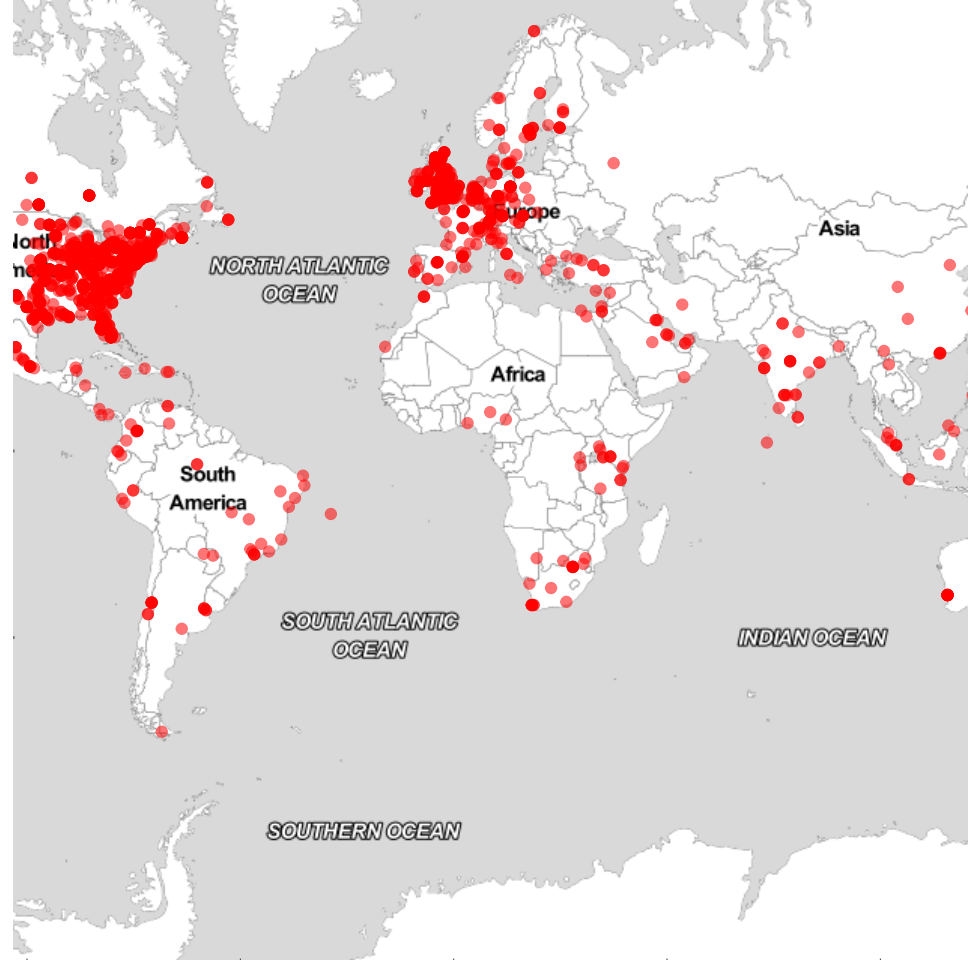 Europe
Asia
North
NORTH ATLANTIC
OCEAN
Africa
South
America
SOUTH ATLANTIC
OCEAN
INDIAN OCEAN
SOUTHERN OCEAN